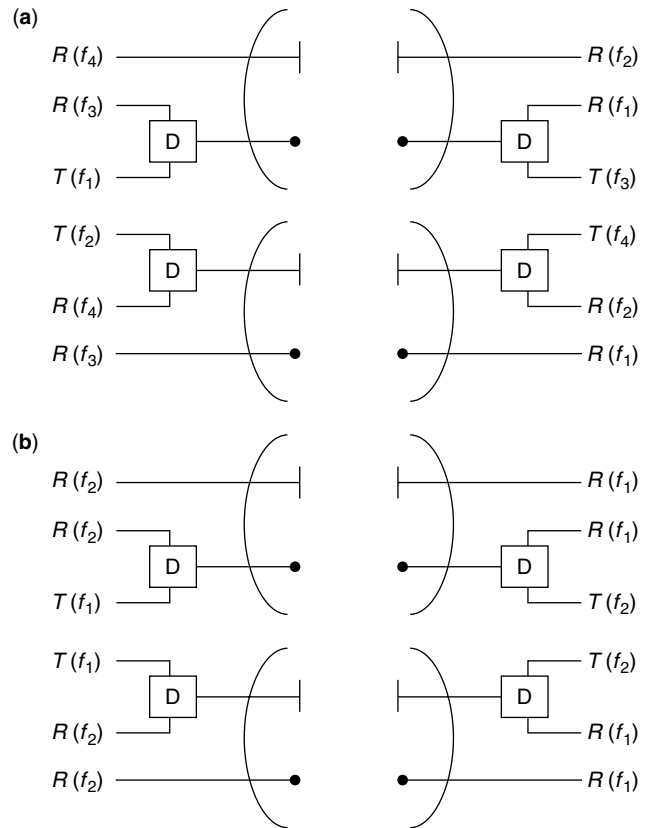 (a)
R (f₄) R (f₂)
R (f₃) R (f₁)
D D
T (f₁) T (f₃)
T (f₂) T (f₄)
D D
R (f₄) R (f₂)
R (f₃) R (f₁)
(b)
R (f₂) R (f₁)
R (f₂) R (f₁)
D D
T (f₁) T (f₂)
T (f₁) T (f₂)
D D
R (f₂) R (f₁)
R (f₂) R (f₁)